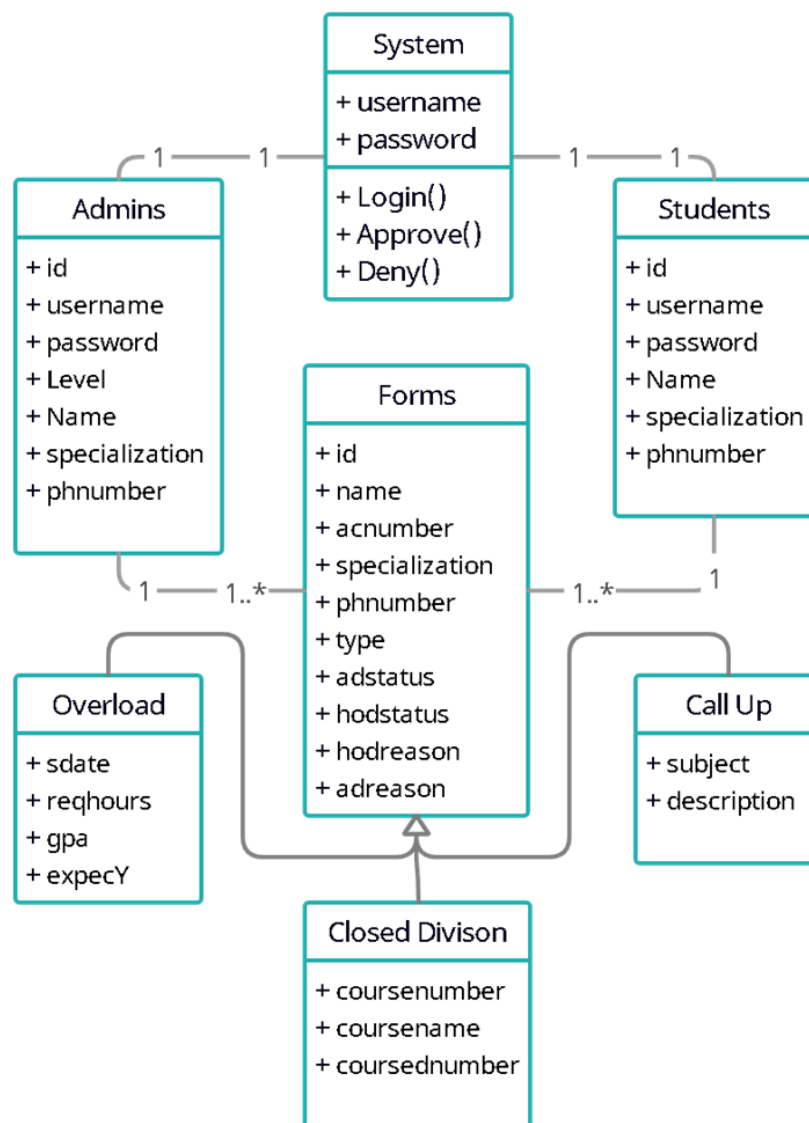 System
+ username
+ password
+ Login()
+ Approve()
+ Deny()
1
1
1
1
Admins
+ id
+ username
+ password
+ Level
+ Name
+ specialization
+ phnumber
Students
+ id
+ username
+ password
+ Name
+ specialization
+ phnumber
Forms
+ id
+ name
+ acnumber
+ specialization
+ phnumber
+ type
+ adstatus
+ hodstatus
+ hodreason
+ adreason
1
1..*
1..*
1
Overload
+ sdate
+ reqhours
+ gpa
+ expecY
Call Up
+ subject
+ description
Closed Divison
+ coursenumber
+ coursename
+ coursednumber